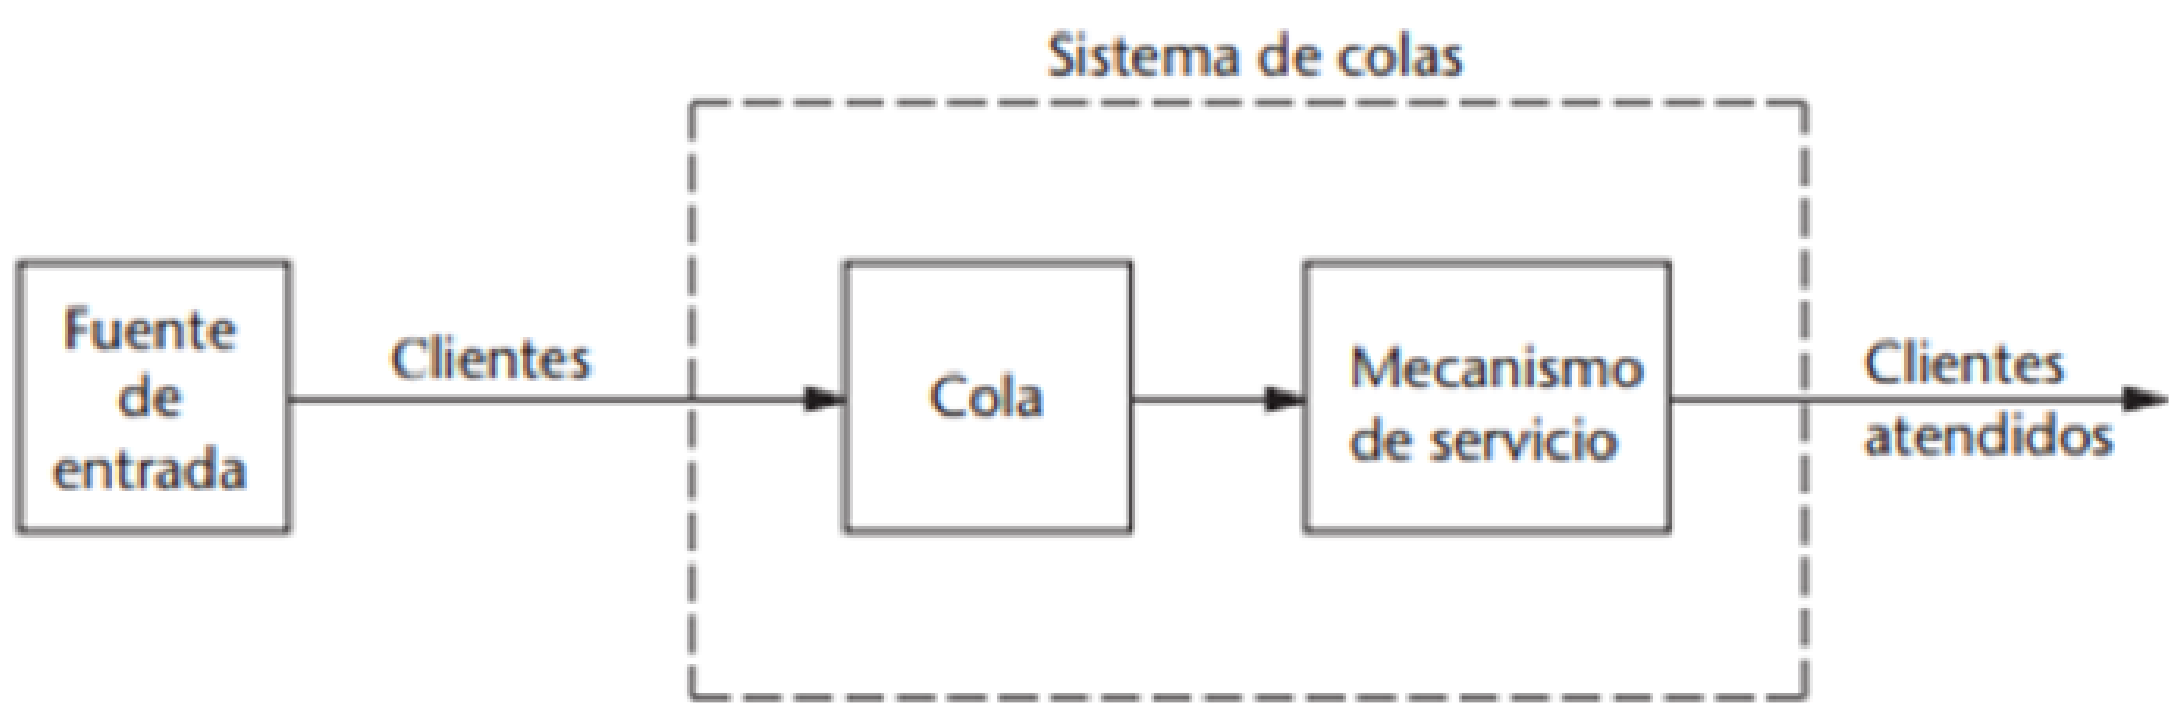 Sistema de colas
Fuente
de
entrada
Clientes
Cola
Mecanismo
de servicio
Clientes
atendidos